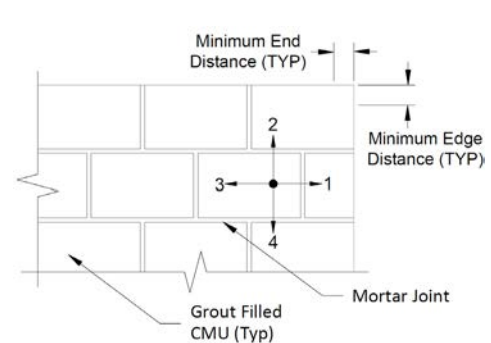 Minimum End
Distance (TYP)
2
Minimum Edge
Distance (TYP)
3
1
4
Mortar Joint
Grout Filled
CMU (Typ)